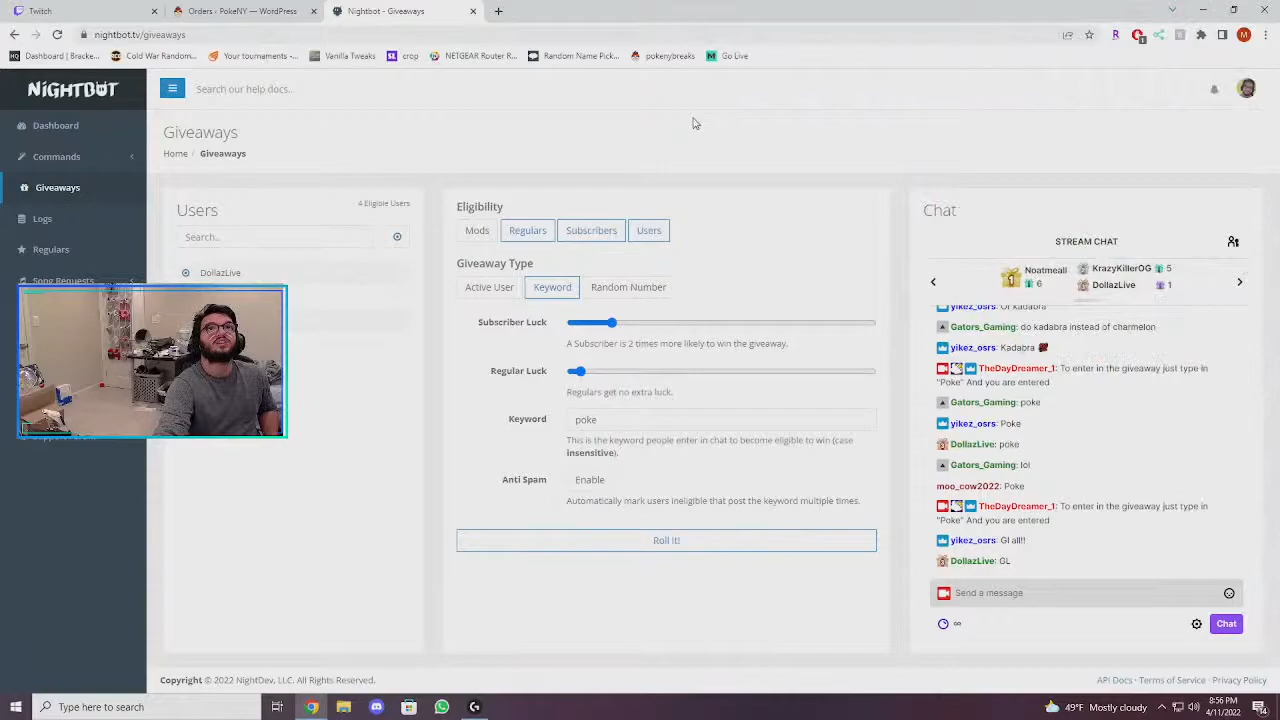 Twitch
Orders ‹ PokeNY — WordPress
Nightbot - Giveaways
nightbot.tv/giveaways
Dashboard | Bracke...
Cold War Random...
Your tournaments -...
Vanilla Tweaks
crop
NETGEAR Router R...
Random Name Pick...
pokenybreaks
Go Live
NIGHTBOT
Search our help docs...
Dashboard
Commands
Giveaways
Logs
Regulars
Song Requests
Giveaways
Home / Giveaways
Users
4 Eligible Users
Search...
DollazLive
Eligibility
Mods
Regulars
Subscribers
Users
Giveaway Type
Active User
Keyword
Random Number
Subscriber Luck
A Subscriber is 2 times more likely to win the giveaway.
Regular Luck
Regulars get no extra luck.
Keyword
poke
This is the keyword people enter in chat to become eligible to win (case
insensitive).
Anti Spam
Enable
Automatically mark users ineligible that post the keyword multiple times.
Roll It!
Chat
STREAM CHAT
Noatmeall
6
KrazyKillerOG 5
DollazLive 1
yikez_osrs: Or kadabra
Gators_Gaming: do kadabra instead of charmelon
yikez_osrs: Kadabra
TheDayDreamer_1: To enter in the giveaway just type in
"Poke" And you are entered
Gators_Gaming: poke
yikez_osrs: Poke
DollazLive: poke
Gators_Gaming: lol
moo_cow2022: Poke
TheDayDreamer_1: To enter in the giveaway just type in
"Poke" And you are entered
yikez_osrs: Gl all!!
DollazLive: GL
Send a message
∞
Chat
Copyright © 2022 NightDev, LLC. All Rights Reserved.
API Docs · Terms of Service · Privacy Policy
Type here to search
49°F Mostly cloudy
8:56 PM
4/11/2022